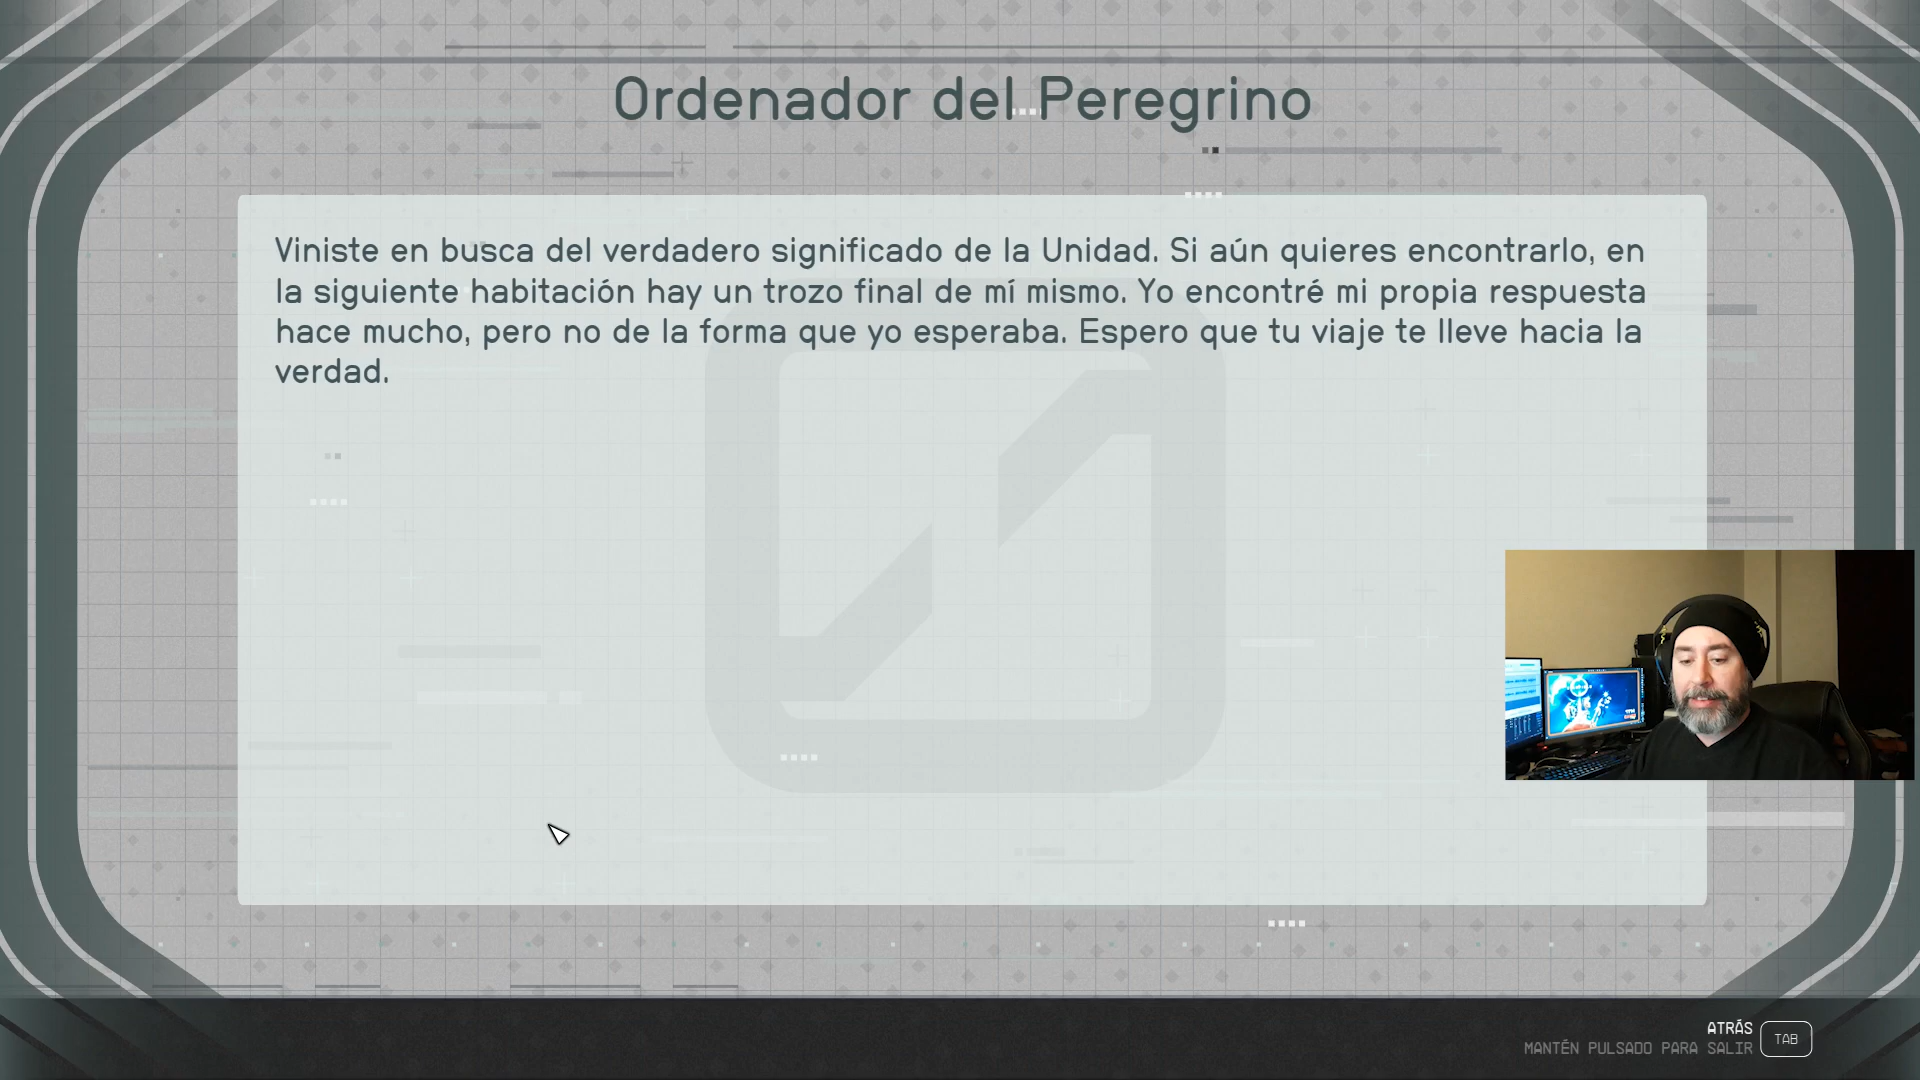 Ordenador del Peregrino
Viniste en busca del verdadero significado de la Unidad. Si aún quieres encontrarlo, en
la siguiente habitación hay un trozo final de mí mismo. Yo encontré mi propia respuesta
hace mucho, pero no de la forma que yo esperaba. Espero que tu viaje te lleve hacia la
verdad.
ATRÁS
MANTÉN PULSADO PARA SALIR
TAB